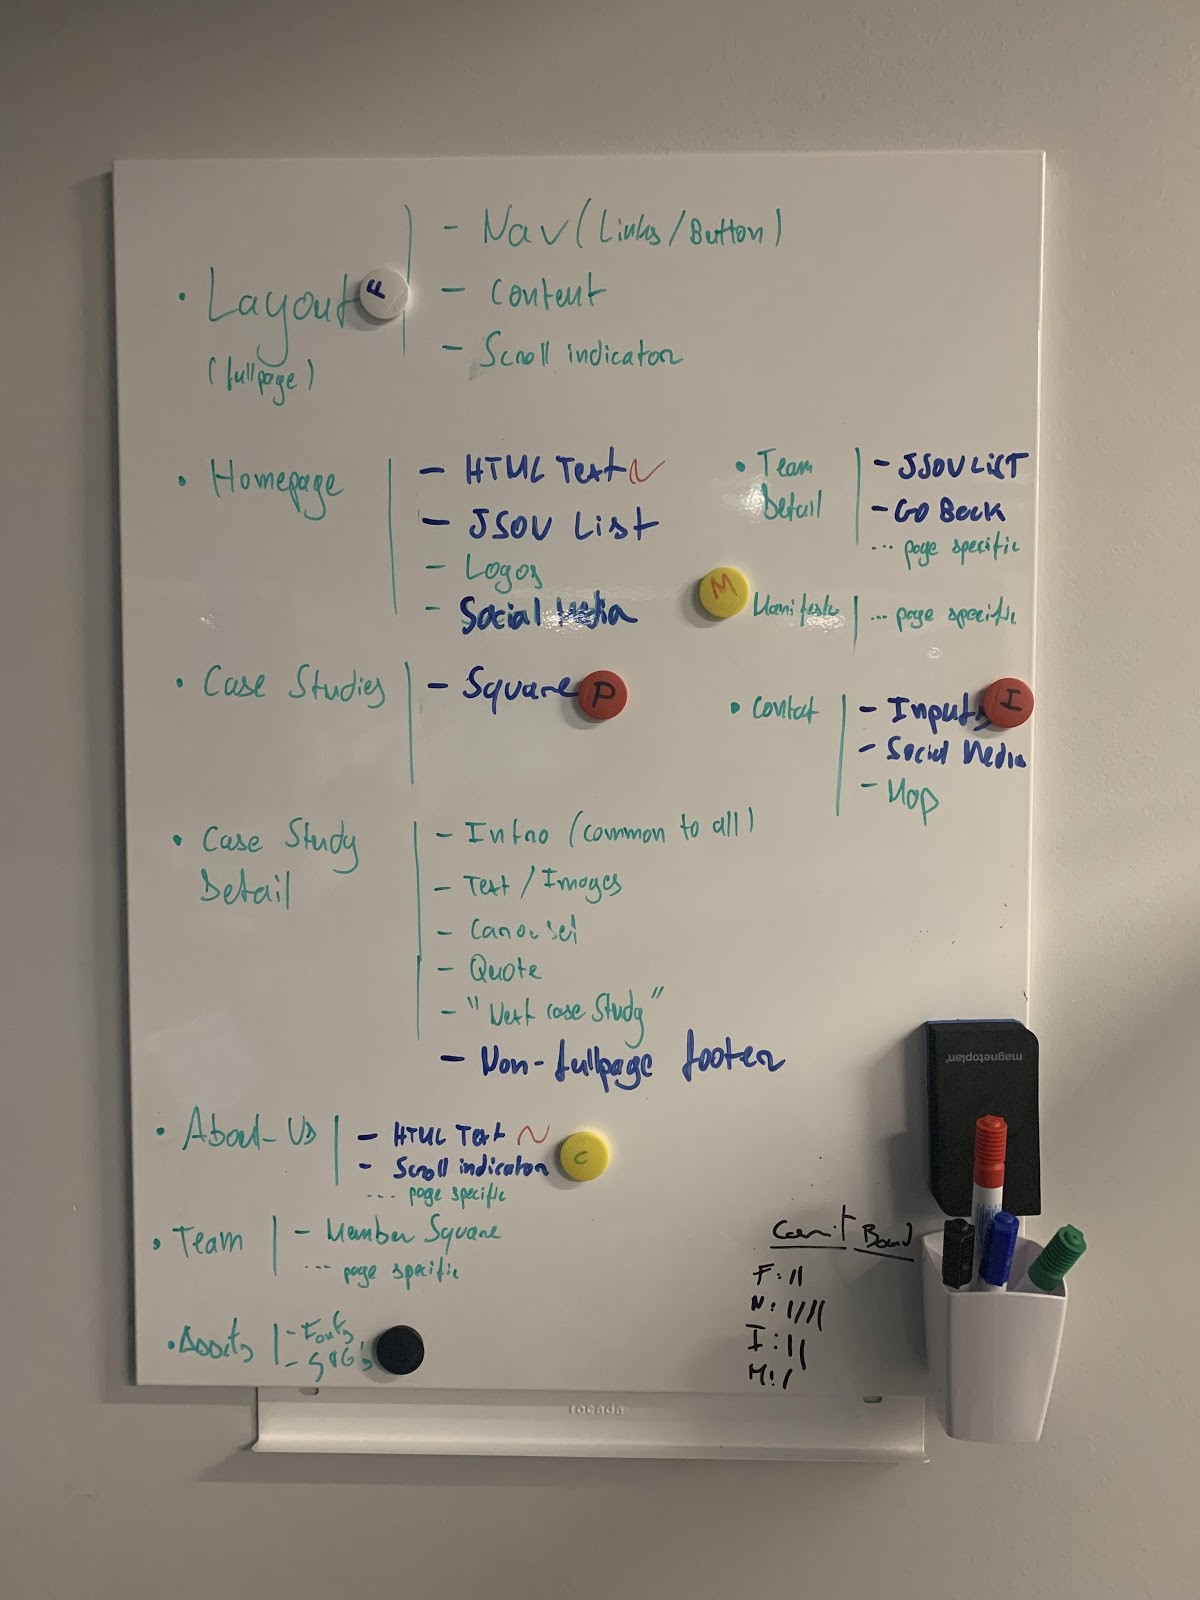 - Nav (Links/Button)
• Layout F
- Content
- Scroll indicator
(fullpage)
• Homepage
- HTML Text N
- JSON List
- Logos
- Social Media
• Team Detail
- JSON LiST
- GO Back
... page specific
M
Manifesto
... page specific
• Case Studies
- Square P
• Contact
- Inputs I
- Social Media
- Map
• Case Study
Detail
- Intro (common to all)
- Text / Images
- Carousel
- Quote
- "Next case Study"
- Non-fullpage footer
• About-Us
- HTML Text N
- Scroll indicator C
... page specific
• Team
- Member Square
... page specific
• Assets
- Fonts
- SVG's
Board
F: ||
N: ||||
I: ||
M: |
magnetoplan
rocada